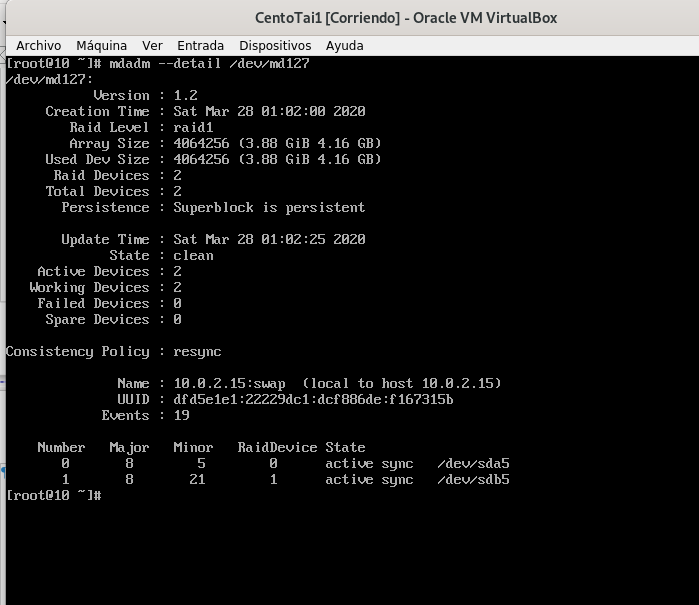 CentoTai1 [Corriendo] - Oracle VM VirtualBox
Archivo Máquina Ver Entrada Dispositivos Ayuda
[root@10 ~]# mdadm --detail /dev/md127
/dev/md127:
Version : 1.2
Creation Time : Sat Mar 28 01:02:00 2020
Raid Level : raid1
Array Size : 4064256 (3.88 GiB 4.16 GB)
Used Dev Size : 4064256 (3.88 GiB 4.16 GB)
Raid Devices : 2
Total Devices : 2
Persistence : Superblock is persistent
Update Time : Sat Mar 28 01:02:25 2020
State : clean
Active Devices : 2
Working Devices : 2
Failed Devices : 0
Spare Devices : 0
Consistency Policy : resync
Name : 10.0.2.15:swap (local to host 10.0.2.15)
UUID : dfd5e1e1:22229dc1:dcf886de:f167315b
Events : 19
Number Major Minor RaidDevice State
0 8 5 0 active sync /dev/sda5
1 8 21 1 active sync /dev/sdb5
[root@10 ~]#